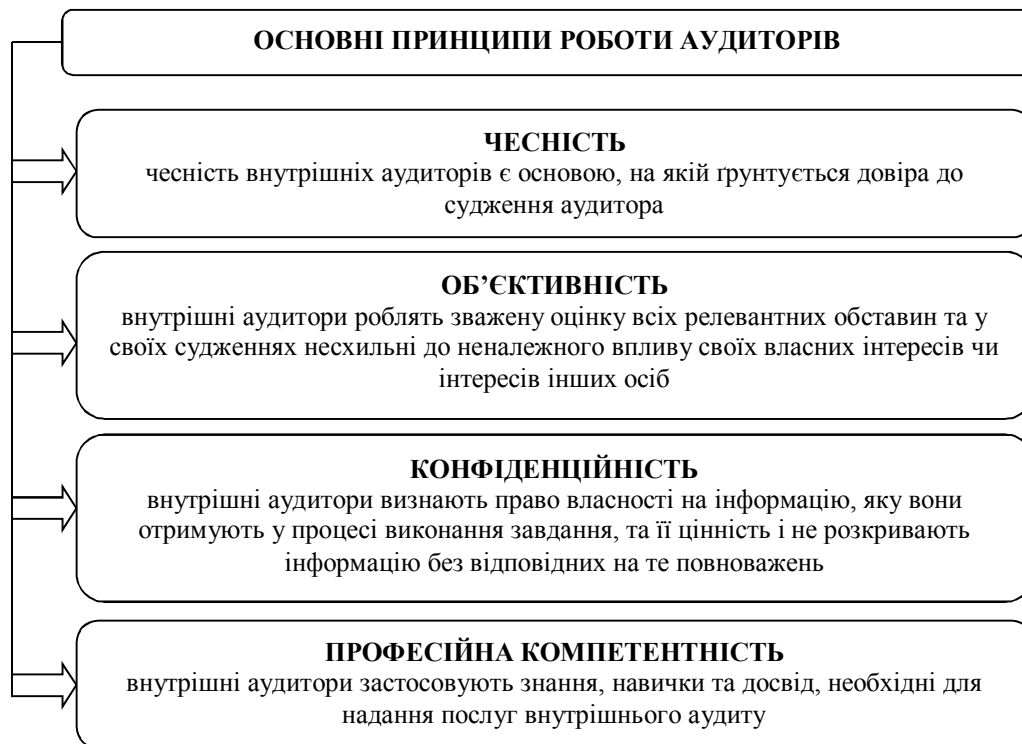 ОСНОВНІ ПРИНЦИПИ РОБОТИ АУДИТОРІВ
ЧЕСНІСТЬ
чесність внутрішніх аудиторів є основою, на якій ґрунтується довіра до
судження аудитора
ОБ’ЄКТИВНІСТЬ
внутрішні аудитори роблять зважену оцінку всіх релевантних обставин та у
своїх судженнях несхильні до неналежного впливу своїх власних інтересів чи
інтересів інших осіб
КОНФІДЕНЦІЙНІСТЬ
внутрішні аудитори визнають право власності на інформацію, яку вони
отримують у процесі виконання завдання, та її цінність і не розкривають
інформацію без відповідних на те повноважень
ПРОФЕСІЙНА КОМПЕТЕНТНІСТЬ
внутрішні аудитори застосовують знання, навички та досвід, необхідні для
надання послуг внутрішнього аудиту